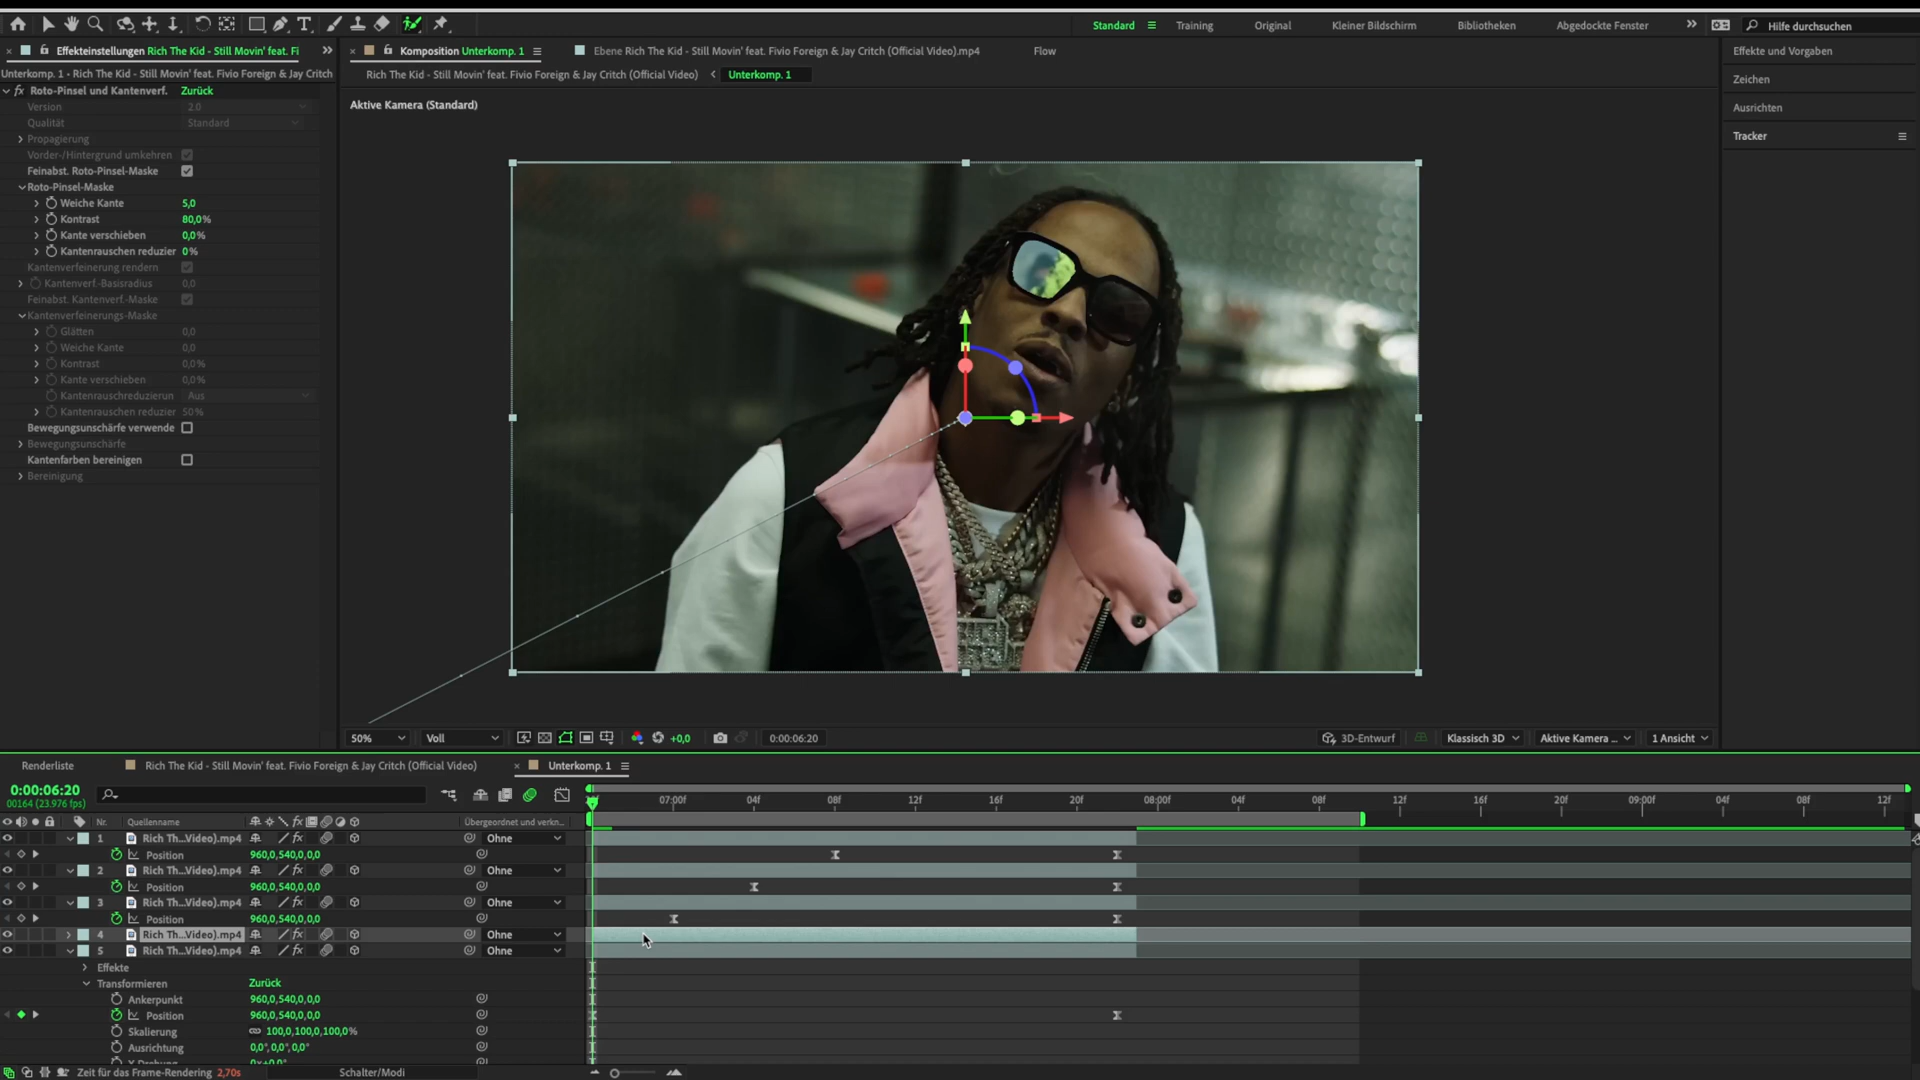 Standard
Training
Original
Kleiner Bildschirm
Bibliotheken
Abgedockte Fenster
Hilfe durchsuchen
Effekteinstellungen Rich The Kid - Still Movin' feat. Fi
Komposition Unterkomp. 1
Ebene Rich The Kid - Still Movin' feat. Fivio Foreign & Jay Critch (Official Video).mp4
Flow
Effekte und Vorgaben
Unterkomp. 1 • Rich The Kid - Still Movin' feat. Fivio Foreign & Jay Critch
Rich The Kid - Still Movin' feat. Fivio Foreign & Jay Critch (Official Video)
Unterkomp. 1
Zeichen
Ausrichten
Tracker
Aktive Kamera (Standard)
fx Roto-Pinsel und Kantenverf. Zurück
Version 2.0
Qualität Standard
Propagierung
Vorder-/Hintergrund umkehren
Feinabst. Roto-Pinsel-Maske
Roto-Pinsel-Maske
Weiche Kante 5,0
Kontrast 80,0%
Kante verschieben 0,0%
Kantenrauschen reduzier 0%
Kantenverfeinerung rendern
Kantenverf.-Basisradius 0,0
Feinabst. Kantenverf.-Maske
Kantenverfeinerungs-Maske
Glätten 0,0
Weiche Kante 0,0
Kontrast 0,0%
Kante verschieben 0,0%
Kantenrauschreduzierun Aus
Kantenrauschen reduzier 50%
Bewegungsunschärfe verwende
Bewegungsunschärfe
Kantenfarben bereinigen
Bereinigung
50%
Voll
+0,0
0:00:06:20
3D-Entwurf
Klassisch 3D
Aktive Kamera ...
1 Ansicht
Renderliste
Rich The Kid - Still Movin' feat. Fivio Foreign & Jay Critch (Official Video)
Unterkomp. 1
0:00:06:20
00164 (23.976 fps)
07:00f 04f 08f 12f 16f 20f 08:00f 04f 08f 12f 16f 20f 09:00f 04f 08f 12f
Nr. Quellenname
Übergeordnet und verkn...
1 Rich Th...Video).mp4 fx Ohne
Position 960,0,540,0,0,0
2 Rich Th...Video).mp4 fx Ohne
Position 960,0,540,0,0,0
3 Rich Th...Video).mp4 fx Ohne
Position 960,0,540,0,0,0
4 Rich Th...Video).mp4 fx Ohne
5 Rich Th...Video).mp4 fx Ohne
Effekte
Transformieren Zurück
Ankerpunkt 960,0,540,0,0,0
Position 960,0,540,0,0,0
Skalierung 100,0,100,0,100,0%
Ausrichtung 0,0°,0,0°,0,0°
Zeit für das Frame-Rendering 2,70s
Schalter/Modi